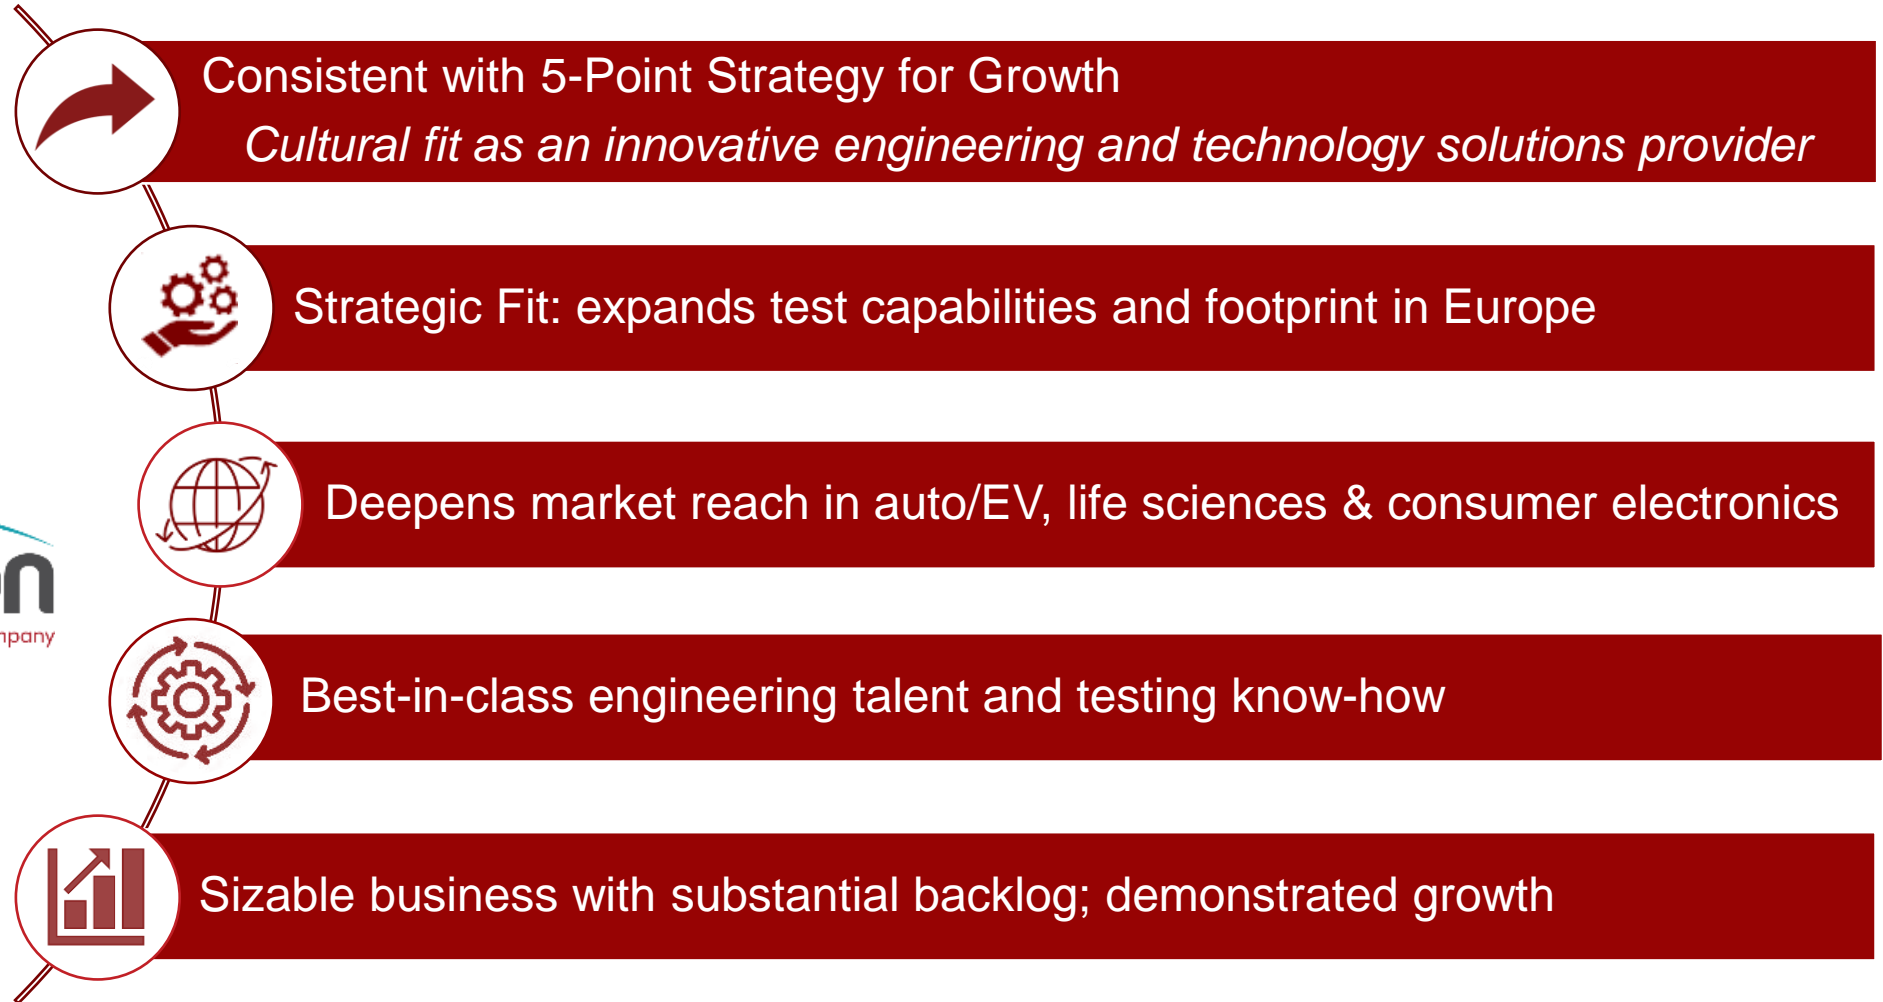 Consistent with 5-Point Strategy for Growth
Cultural fit as an innovative engineering and technology solutions provider
Strategic Fit: expands test capabilities and footprint in Europe
Deepens market reach in auto/EV, life sciences & consumer electronics
Best-in-class engineering talent and testing know-how
Sizable business with substantial backlog; demonstrated growth